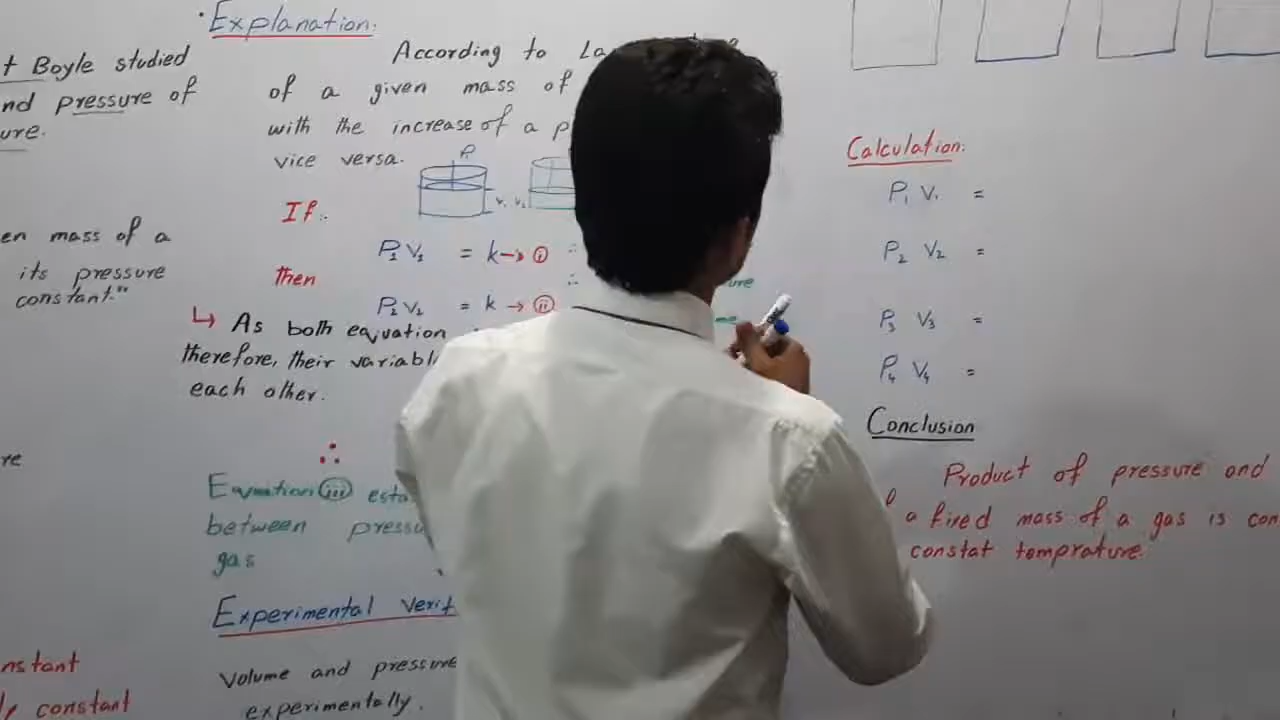 t Boyle studied
nd pressure of
ure.
en mass of a
its pressure
constant."
re
nstant
constant
Explanation:
According to La
of a given mass of
with the increase of a p
vice versa.
P
V₁ V₂
If:
P₁ V₁ = k → (i)
then ure
P₂ V₂ = k → (ii)
↳ As both equation
therefore, their variabl
each other.
∴
Equation (iii) esta
between pressu
gas
Experimental Verif
Volume and pressure
experimentally.
Calculation:
P₁ V₁ =
P₂ V₂ =
P₃ V₃ =
P₄ V₄ =
Conclusion
Product of pressure and
a fixed mass of a gas is con
constat temprature.